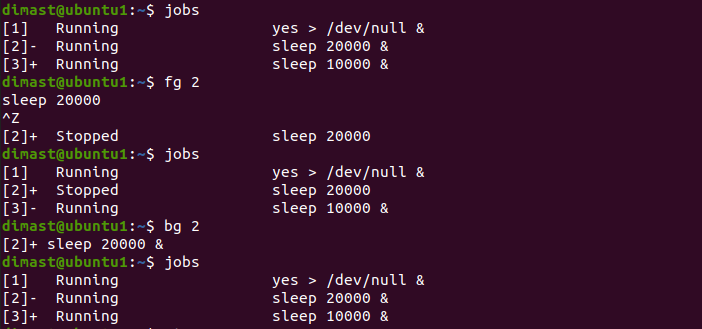 dimast@ubuntu1:~$ jobs
[1]   Running                 yes > /dev/null &
[2]-  Running                 sleep 20000 &
[3]+  Running                 sleep 10000 &
dimast@ubuntu1:~$ fg 2
sleep 20000
^Z
[2]+  Stopped                 sleep 20000
dimast@ubuntu1:~$ jobs
[1]   Running                 yes > /dev/null &
[2]+  Stopped                 sleep 20000
[3]-  Running                 sleep 10000 &
dimast@ubuntu1:~$ bg 2
[2]+ sleep 20000 &
dimast@ubuntu1:~$ jobs
[1]   Running                 yes > /dev/null &
[2]-  Running                 sleep 20000 &
[3]+  Running                 sleep 10000 &